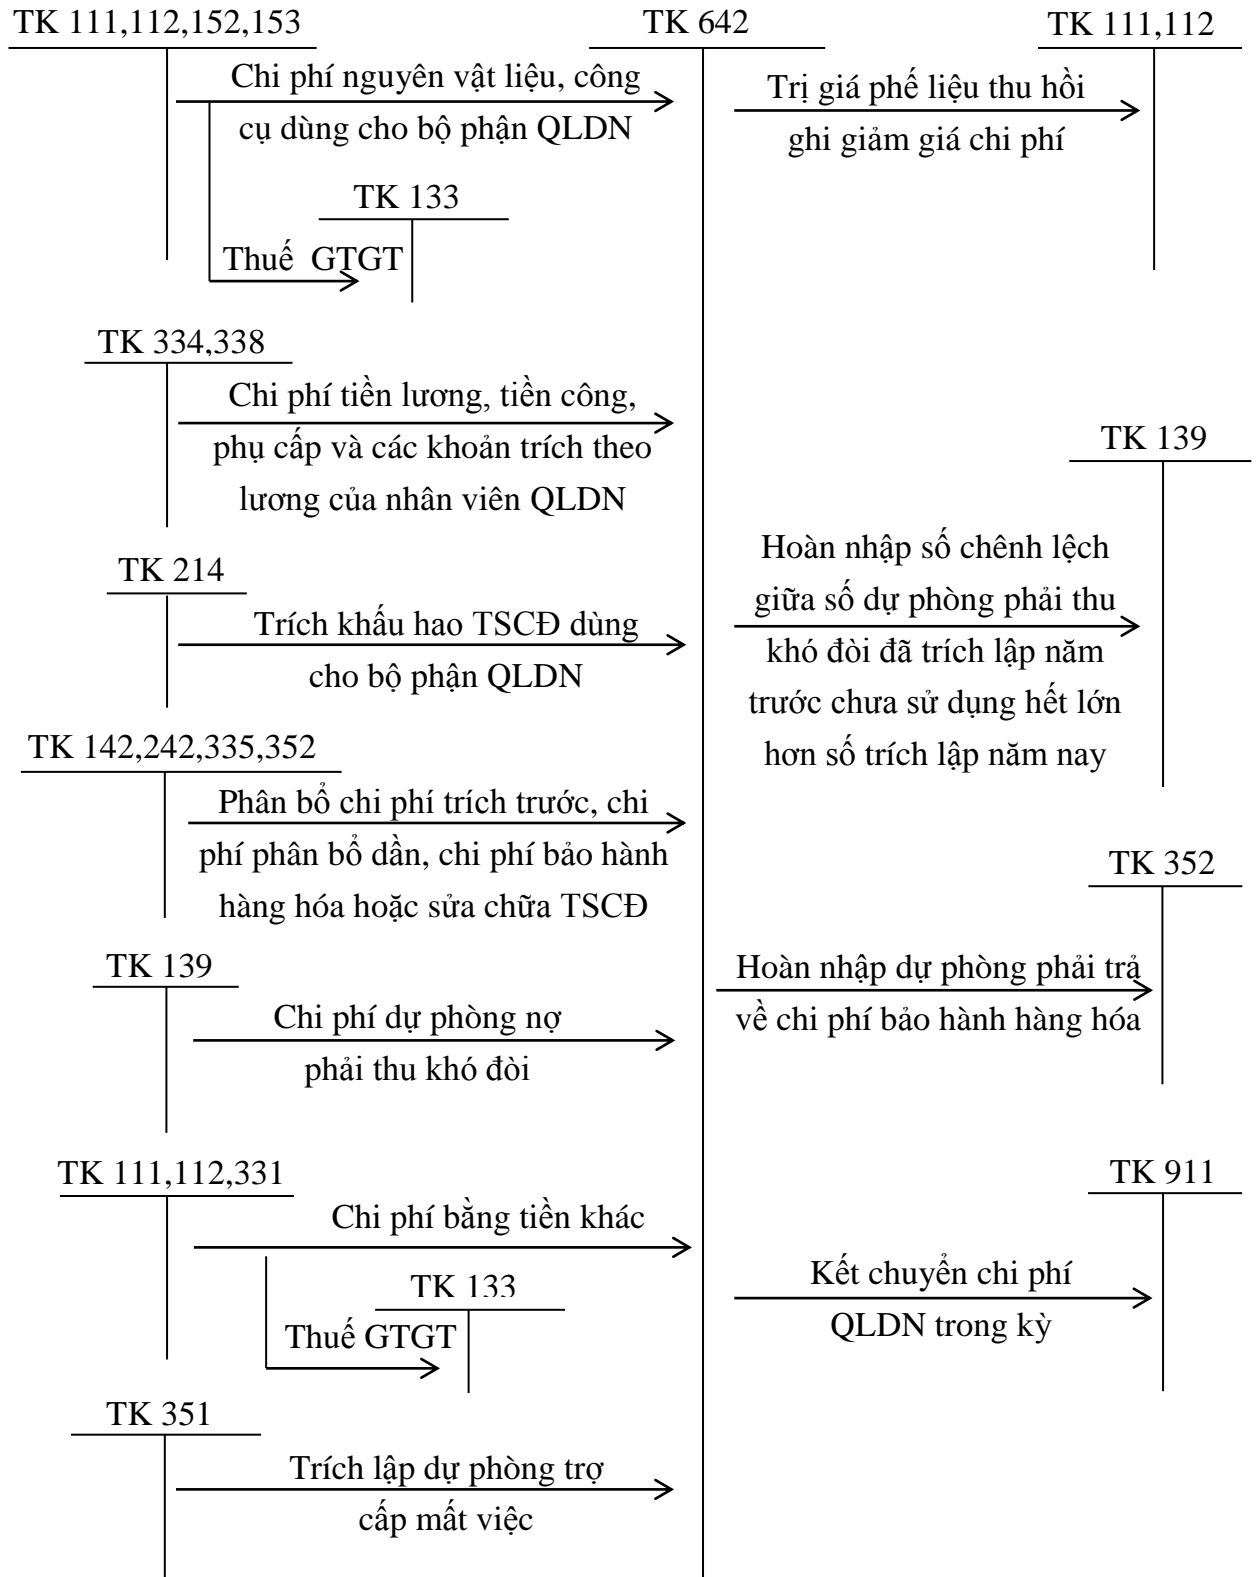 TK 111,112,152,153
TK 642
TK 111,112
Chi phí nguyên vật liệu, công
cụ dùng cho bộ phận QLDN
Trị giá phế liệu thu hồi
ghi giảm giá chi phí
TK 133
Thuế GTGT
TK 334,338
Chi phí tiền lương, tiền công,
phụ cấp và các khoản trích theo
lương của nhân viên QLDN
TK 139
Hoàn nhập số chênh lệch
giữa số dự phòng phải thu
khó đòi đã trích lập năm
trước chưa sử dụng hết lớn
hơn số trích lập năm nay
TK 214
Trích khấu hao TSCĐ dùng
cho bộ phận QLDN
TK 142,242,335,352
Phân bổ chi phí trích trước, chi
phí phân bổ dần, chi phí bảo hành
hàng hóa hoặc sửa chữa TSCĐ
TK 352
Hoàn nhập dự phòng phải trả
về chi phí bảo hành hàng hóa
TK 139
Chi phí dự phòng nợ
phải thu khó đòi
TK 111,112,331
Chi phí bằng tiền khác
TK 133
Thuế GTGT
TK 911
Kết chuyển chi phí
QLDN trong kỳ
TK 351
Trích lập dự phòng trợ
cấp mất việc